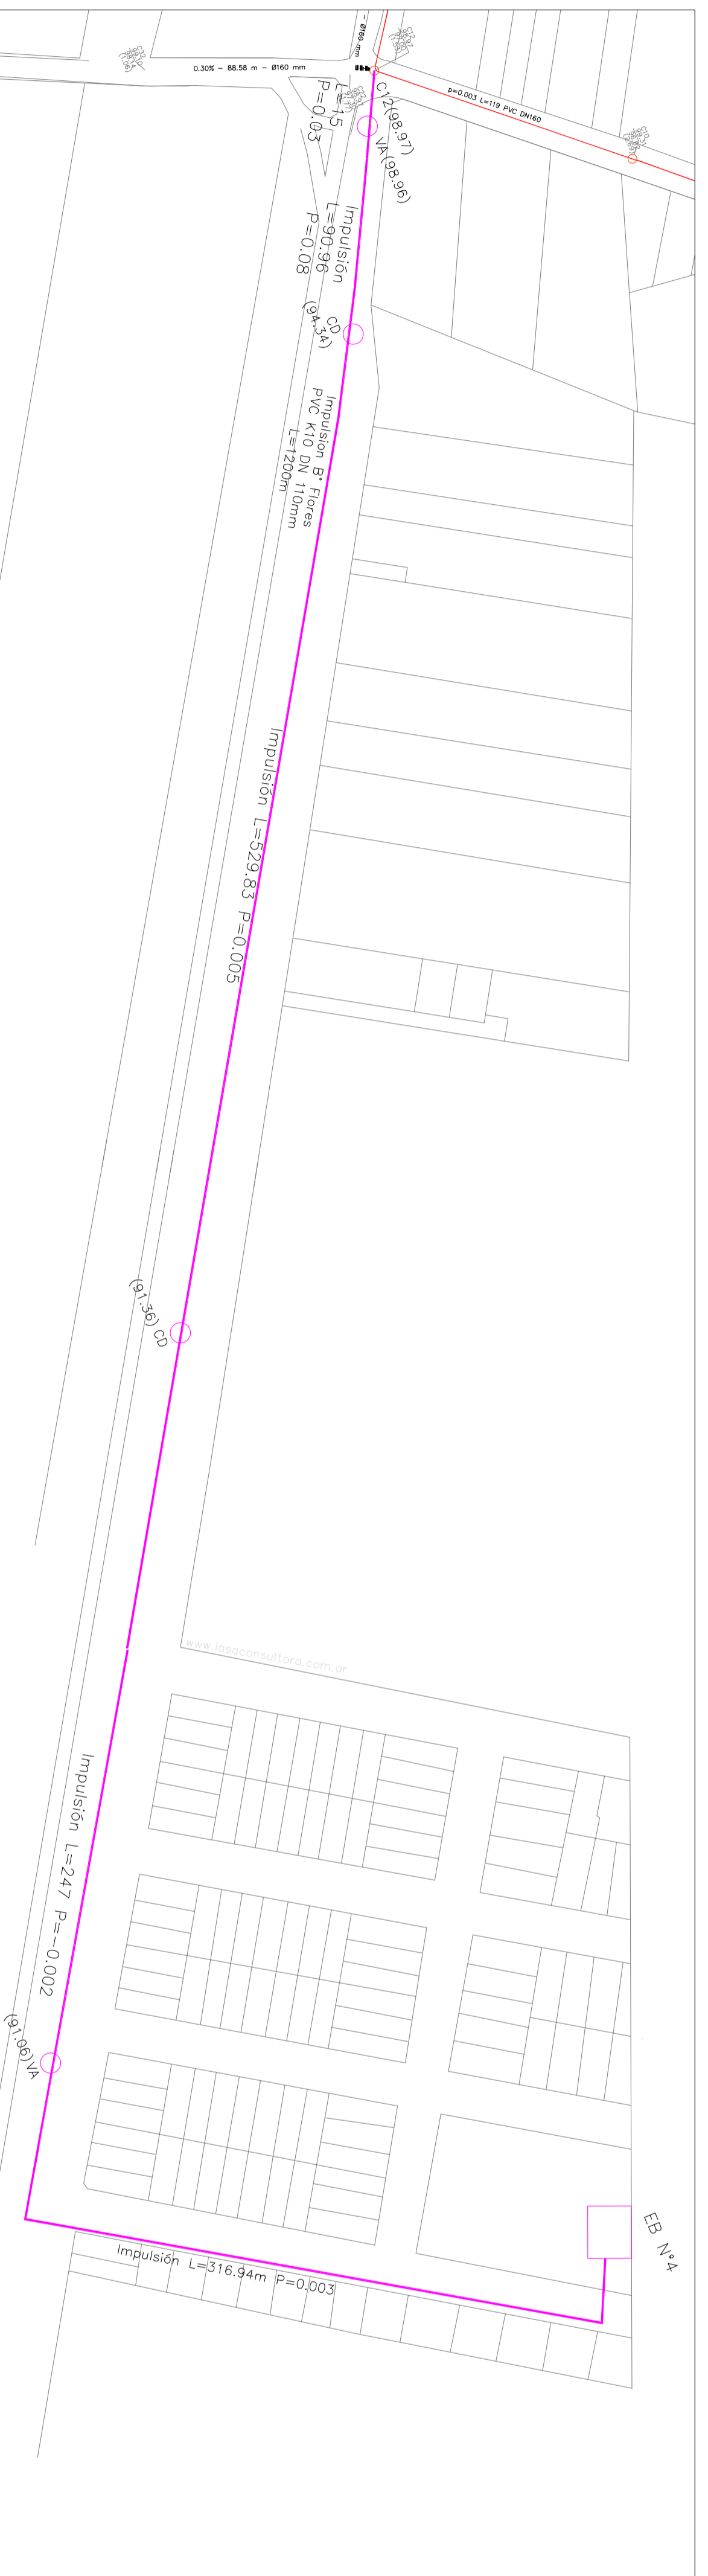 Ø160 mm
0.30% - 88.58 m - Ø160 mm
p=0.003 L=119 PVC DN160
C12(98.97)
L=15
P=0.03
VA(98.96)
Impulsión
L=90.96
P=0.08
CD
(94.34)
Impulsion B° Flores
PVC K10 DN 110mm
L=1200m
Impulsión L=529.83 P=0.005
(91.36) CD
www.iasaconsultora.com.ar
Impulsión L=247 P=-0.002
(91.06)VA
EB N°4
Impulsión L=316.94m P=0.003